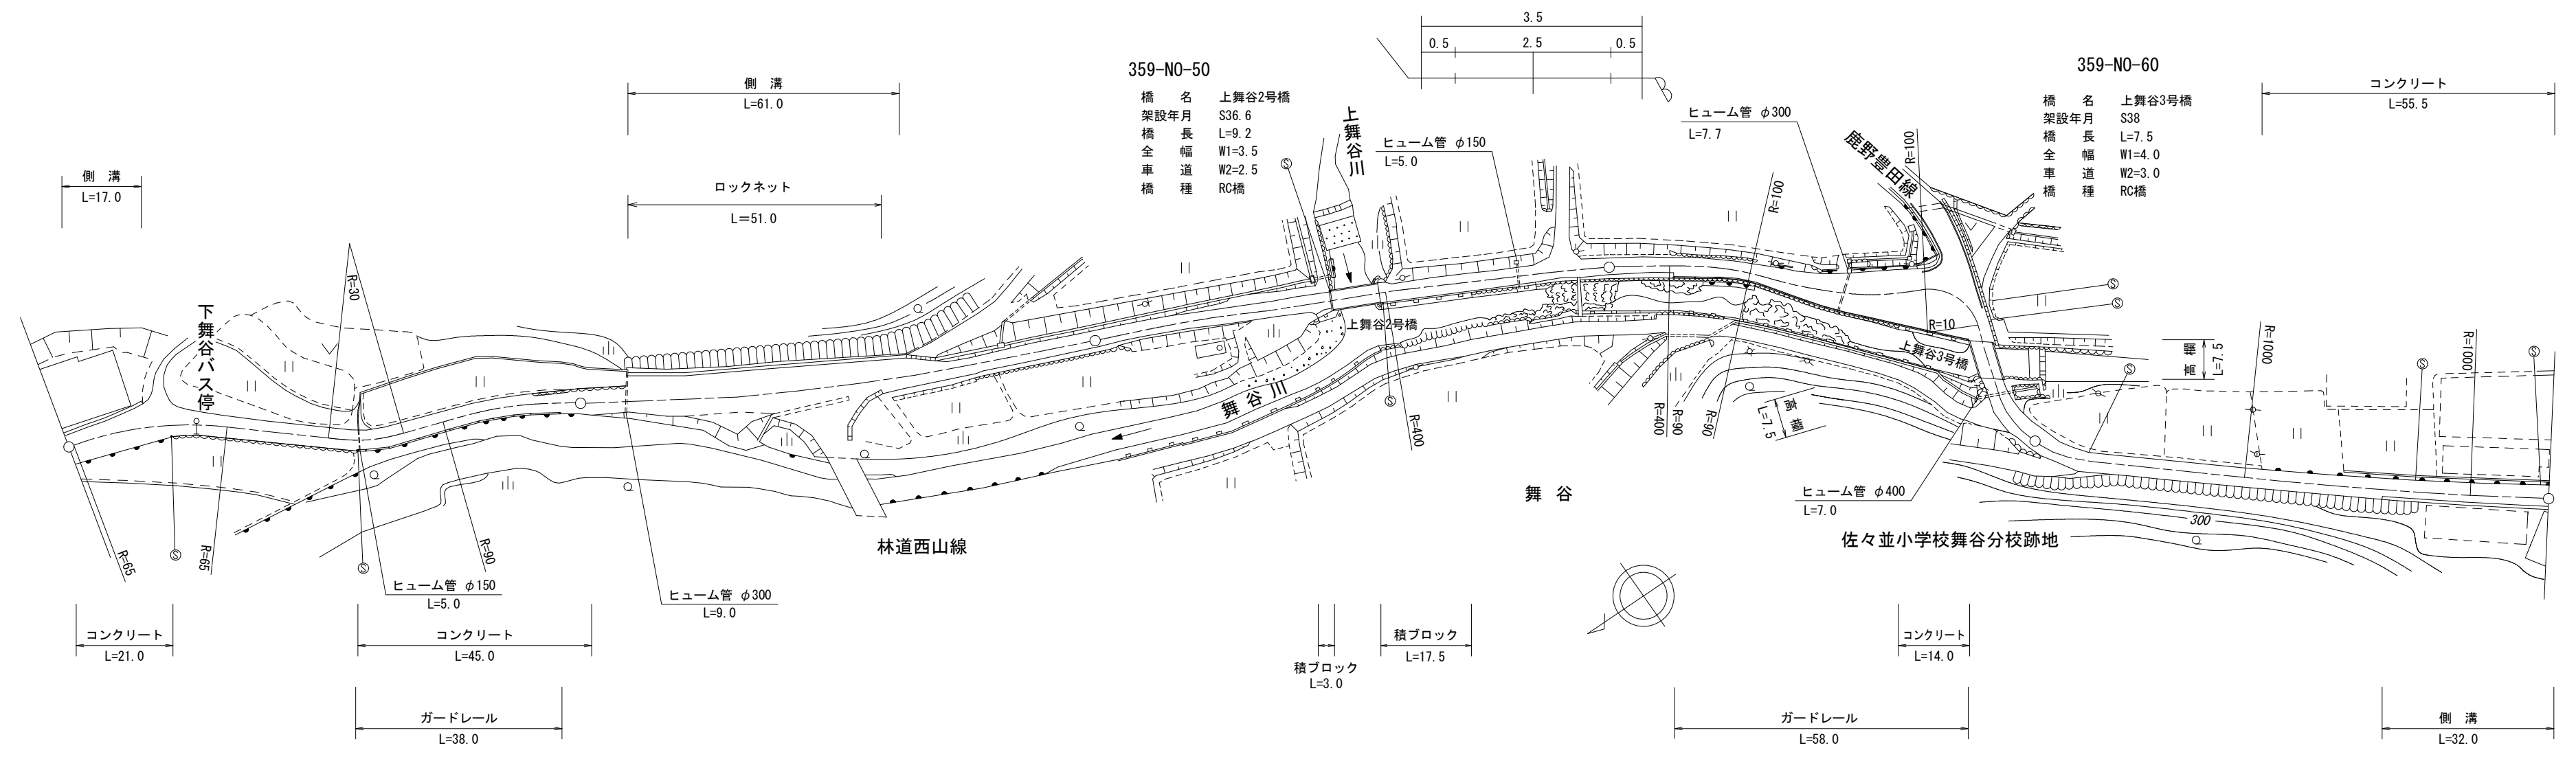 3.5
0.5 2.5 0.5
359-NO-50
橋 名 上舞谷2号橋
架設年月 S36.6
橋 長 L=9.2
全 幅 W1=3.5
車 道 W2=2.5
橋 種 RC橋
359-NO-60
橋 名 上舞谷3号橋
架設年月 S38
橋 長 L=7.5
全 幅 W1=4.0
車 道 W2=3.0
橋 種 RC橋
コンクリート
L=55.5
側 溝
L=61.0
側 溝
L=17.0
ロックネット
L=51.0
上舞谷川
ヒューム管 φ150
L=5.0
ヒューム管 φ300
L=7.7
鹿野豊田線
R=100
R=100
S
R=30
下舞谷バス停
上舞谷2号橋
舞谷川
R=10
上舞谷3号橋
高欄
L=7.5
S
S
S
S
S
R=1000
R=1000
R=400
S
R=400
R=90
R=60
高欄
L=7.5
舞 谷
ヒューム管 φ400
L=7.0
300
佐々並小学校舞谷分校跡地
林道西山線
R=65
S
R=65
S
R=90
ヒューム管 φ150
L=5.0
ヒューム管 φ300
L=9.0
コンクリート
L=21.0
コンクリート
L=45.0
積ブロック
L=3.0
積ブロック
L=17.5
コンクリート
L=14.0
ガードレール
L=38.0
ガードレール
L=58.0
側 溝
L=32.0